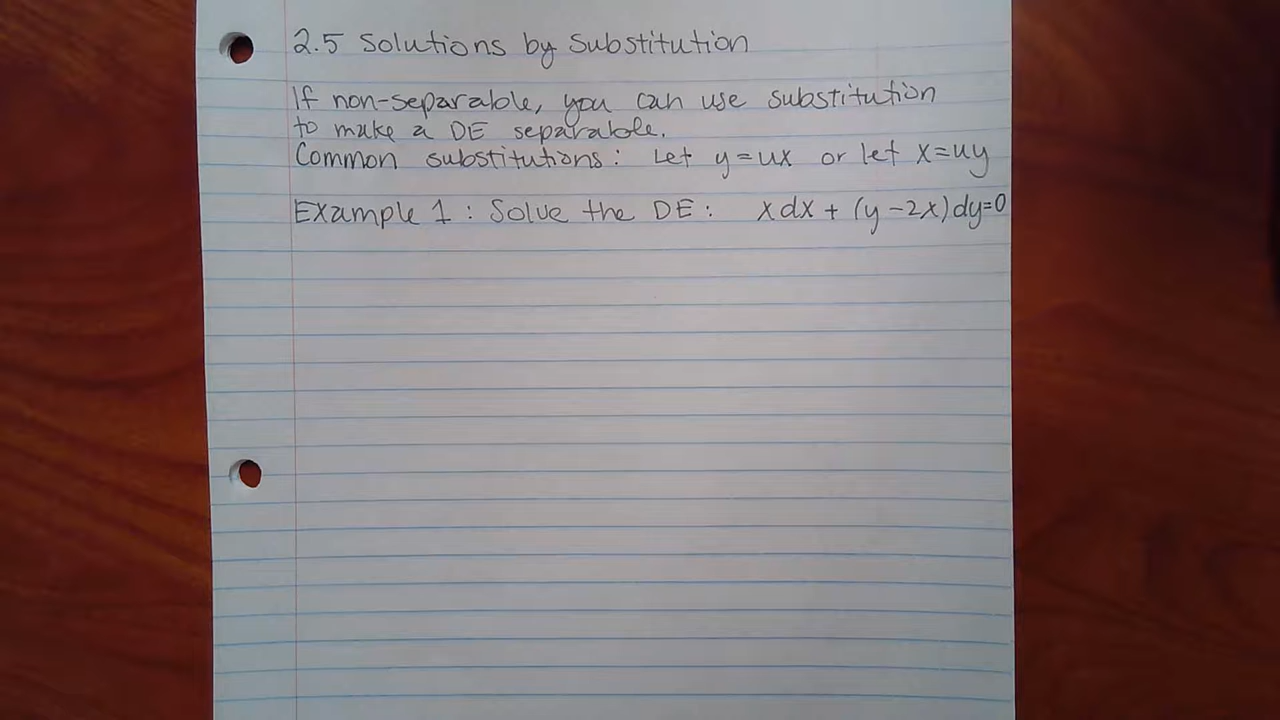 2.5 Solutions by Substitution
If non-separable, you can use substitution
to make a DE separable.
Common substitutions: Let y=ux or let x=uy
Example 1: Solve the DE: xdx + (y-2x)dy=0